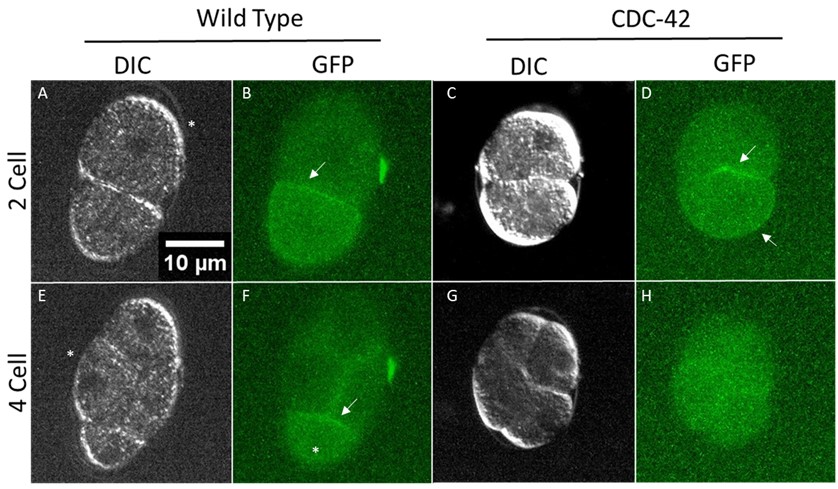 Wild Type CDC-42
DIC GFP DIC GFP
2 Cell
A B C D
*
10 µm
4 Cell
E F G H
*
*